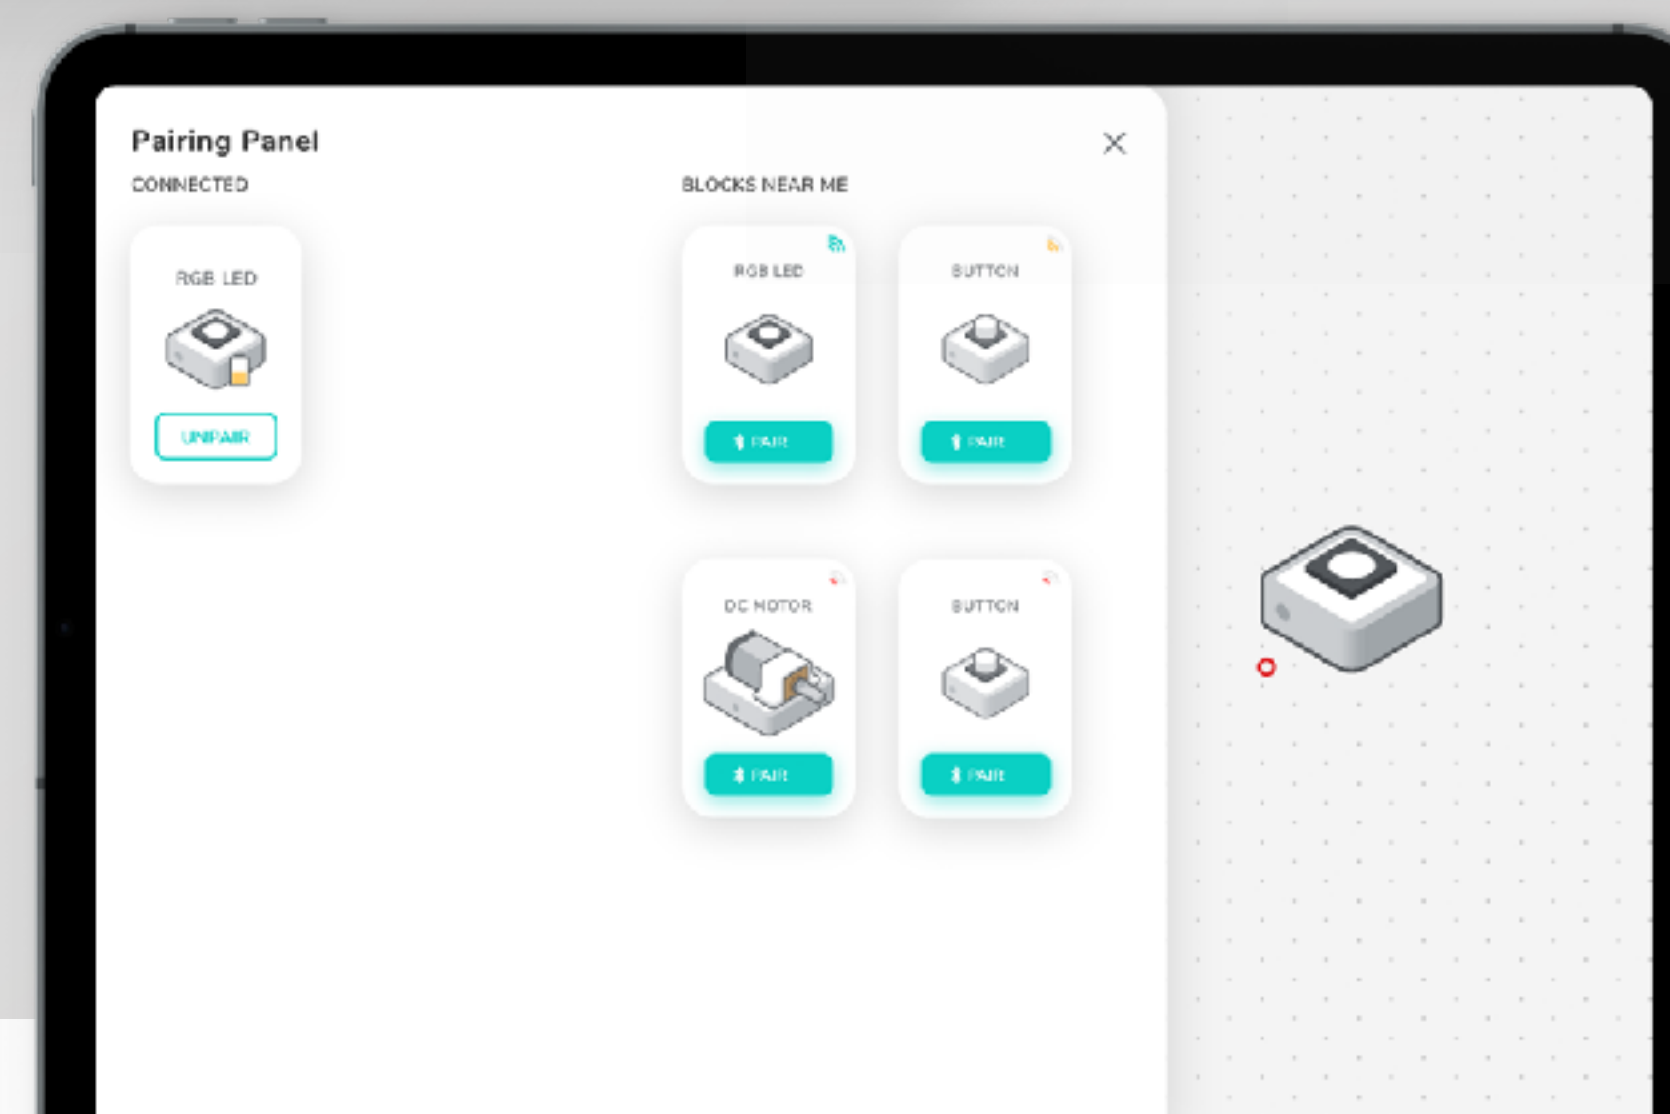 Pairing Panel
CONNECTED
BLOCKS NEAR ME
RGB LED
UNPAIR
RGB LED
PAIR
BUTTON
PAIR
DC MOTOR
PAIR
BUTTON
PAIR